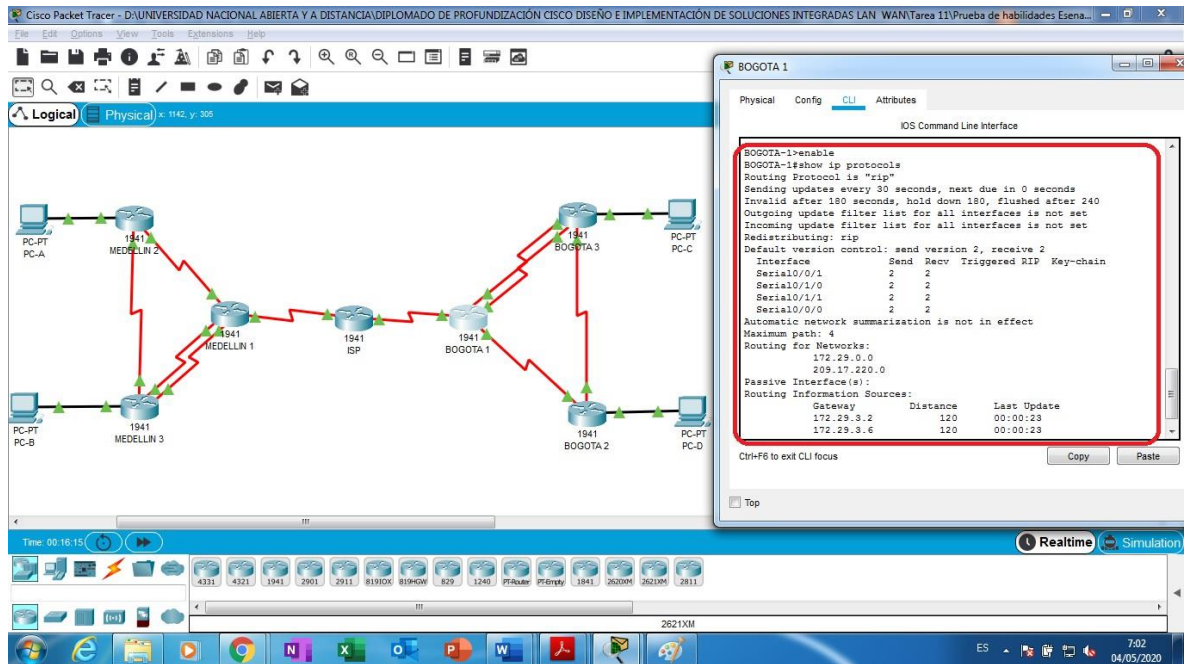 Cisco Packet Tracer - D:\UNIVERSIDAD NACIONAL ABIERTA Y A DISTANCIA\DIPLOMADO DE PROFUNDIZACIÓN CISCO DISEÑO E IMPLEMENTACIÓN DE SOLUCIONES INTEGRADAS LAN WAN\Tarea 11\Prueba de habilidades Esena...
File Edit Options View Tools Extensions Help
Logical Physical x: 1142, y: 305
PC-PT
PC-A
1941
MEDELLIN 2
1941
MEDELLIN 1
1941
ISP
1941
BOGOTA 1
1941
BOGOTA 3
PC-PT
PC-C
PC-PT
PC-B
1941
MEDELLIN 3
1941
BOGOTA 2
PC-PT
PC-D
BOGOTA 1
Physical Config CLI Attributes
IOS Command Line Interface
BOGOTA-1>enable
BOGOTA-1#show ip protocols
Routing Protocol is "rip"
Sending updates every 30 seconds, next due in 0 seconds
Invalid after 180 seconds, hold down 180, flushed after 240
Outgoing update filter list for all interfaces is not set
Incoming update filter list for all interfaces is not set
Redistributing: rip
Default version control: send version 2, receive 2
Interface Send Recv Triggered RIP Key-chain
Serial0/0/1 2 2
Serial0/1/0 2 2
Serial0/1/1 2 2
Serial0/0/0 2 2
Automatic network summarization is not in effect
Maximum path: 4
Routing for Networks:
172.29.0.0
209.17.220.0
Passive Interface(s):
Routing Information Sources:
Gateway Distance Last Update
172.29.3.2 120 00:00:23
172.29.3.6 120 00:00:23
Ctrl+F6 to exit CLI focus
Copy Paste
Top
Time: 00:16:15
Realtime Simulation
4331 4321 1941 2901 2911 819IOX 819HGW 829 1240 PT-Router PT-Empty 1841 2620XM 2621XM 2811
2621XM
ES 7:02
04/05/2020